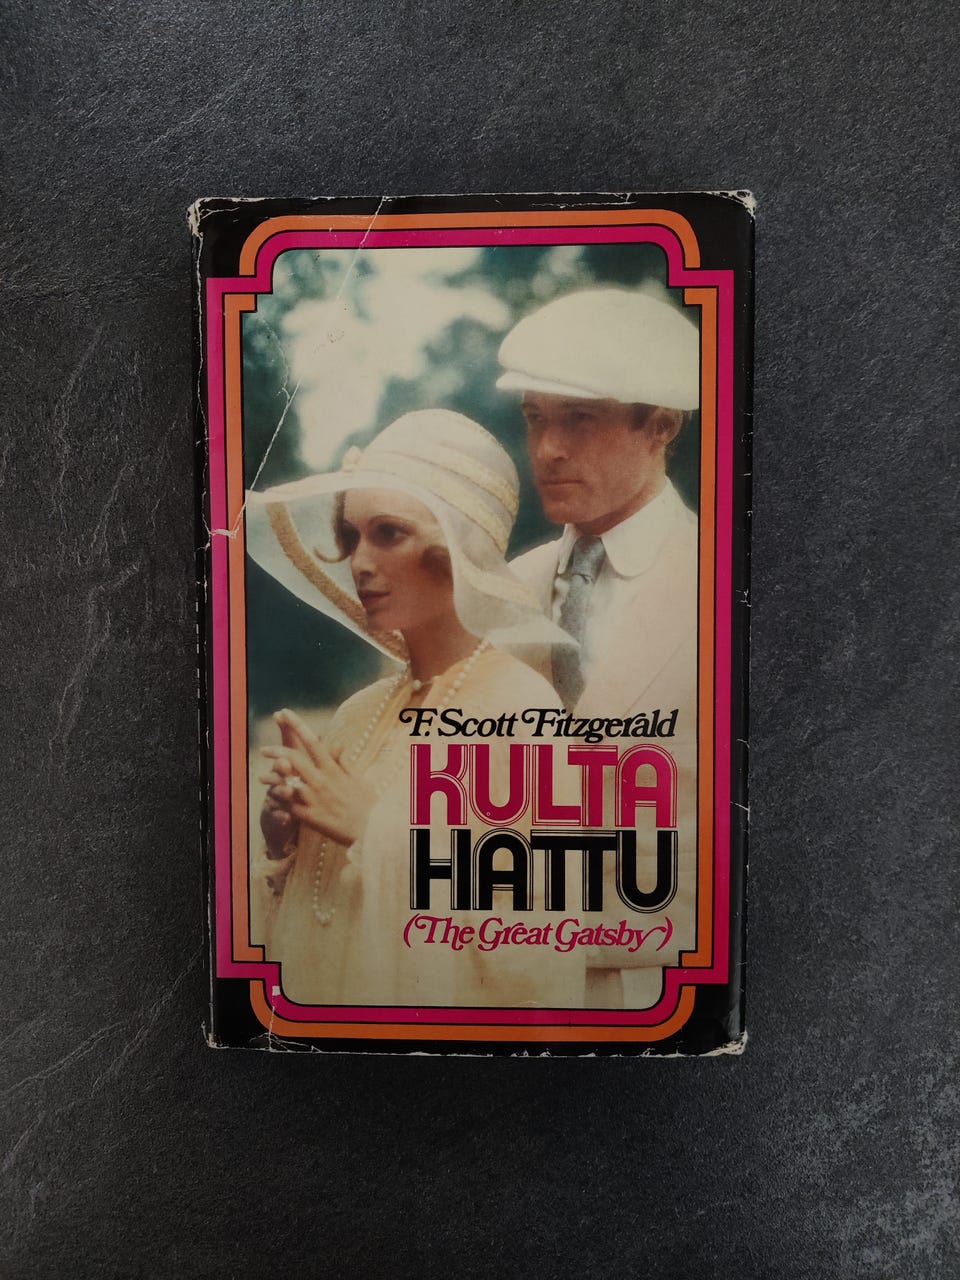 F. Scott Fitzgerald
KULTA
HATTU
(The Great Gatsby)